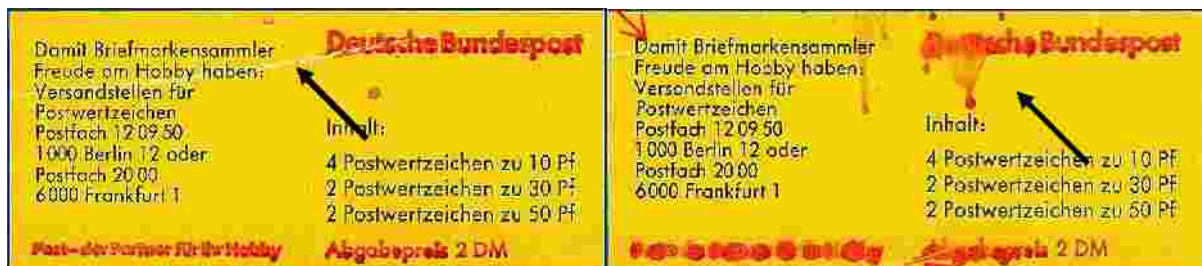 Damit Briefmarkensammler
Freude am Hobby haben:
Versandstellen für
Postwertzeichen
Postfach 12 09 50
1000 Berlin 12 oder
Postfach 20 00
6000 Frankfurt 1
Post – der Partner für Ihr Hobby
Deutsche Bundespost
Inhalt:
4 Postwertzeichen zu 10 Pf
2 Postwertzeichen zu 30 Pf
2 Postwertzeichen zu 50 Pf
Abgabepreis 2 DM
Damit Briefmarkensammler
Freude am Hobby haben:
Versandstellen für
Postwertzeichen
Postfach 12 09 50
1000 Berlin 12 oder
Postfach 20 00
6000 Frankfurt 1
Deutsche Bundespost
Inhalt:
4 Postwertzeichen zu 10 Pf
2 Postwertzeichen zu 30 Pf
2 Postwertzeichen zu 50 Pf
Abgabepreis 2 DM